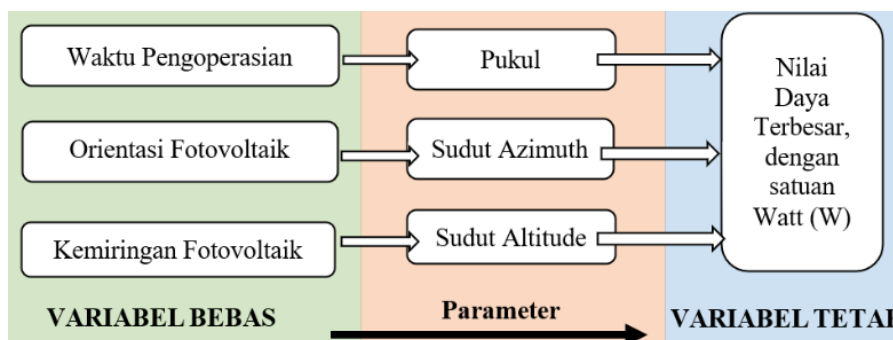 Waktu Pengoperasian
Pukul
Orientasi Fotovoltaik
Sudut Azimuth
Kemiringan Fotovoltaik
Sudut Altitude
Nilai
Daya
Terbesar,
dengan
satuan
Watt (W)
VARIABEL BEBAS
Parameter
VARIABEL TETAP